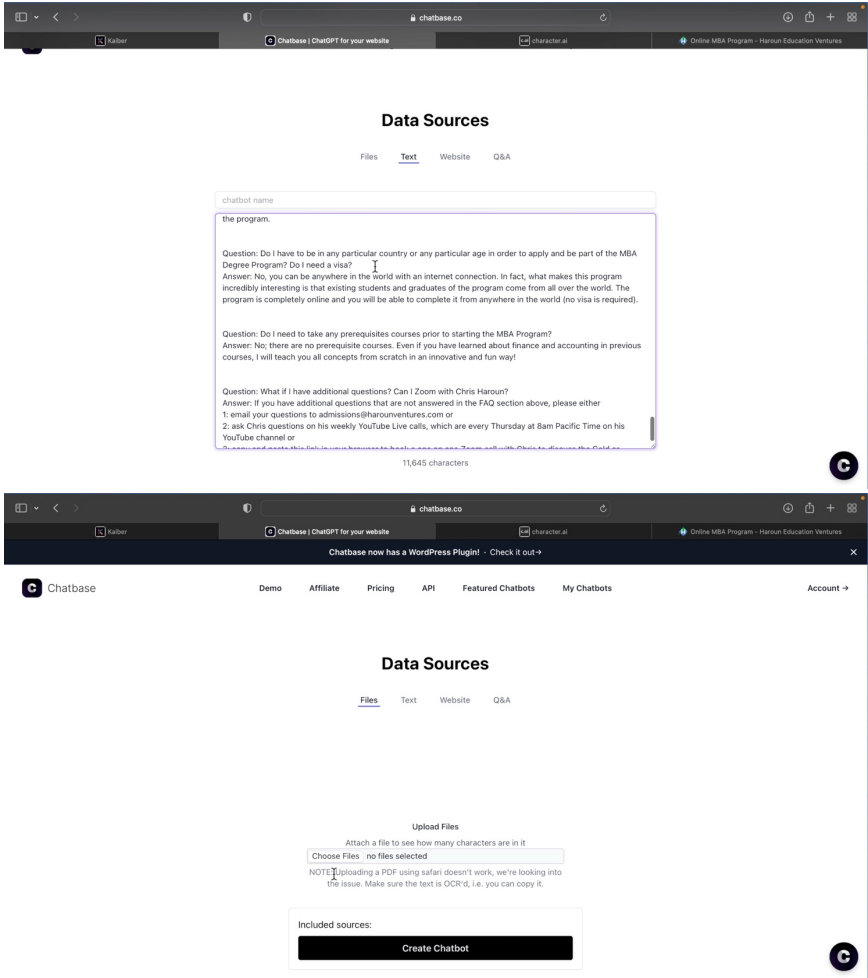 chatbase.co
Kaiber
Chatbase | ChatGPT for your website
character.ai
Online MBA Program - Haroun Education Ventures
Data Sources
Files Text Website Q&A
chatbot name
the program.
Question: Do I have to be in any particular country or any particular age in order to apply and be part of the MBA
Degree Program? Do I need a visa?
Answer: No, you can be anywhere in the world with an internet connection. In fact, what makes this program
incredibly interesting is that existing students and graduates of the program come from all over the world. The
program is completely online and you will be able to complete it from anywhere in the world (no visa is required).
Question: Do I need to take any prerequisites courses prior to starting the MBA Program?
Answer: No; there are no prerequisite courses. Even if you have learned about finance and accounting in previous
courses, I will teach you all concepts from scratch in an innovative and fun way!
Question: What if I have additional questions? Can I Zoom with Chris Haroun?
Answer: If you have additional questions that are not answered in the FAQ section above, please either
1: email your questions to admissions@harounventures.com or
2: ask Chris questions on his weekly YouTube Live calls, which are every Thursday at 8am Pacific Time on his
YouTube channel or
11,645 characters
C
chatbase.co
Kaiber
Chatbase | ChatGPT for your website
character.ai
Online MBA Program - Haroun Education Ventures
Chatbase now has a WordPress Plugin! · Check it out→
C Chatbase
Demo Affiliate Pricing API Featured Chatbots My Chatbots
Account →
Data Sources
Files Text Website Q&A
Upload Files
Attach a file to see how many characters are in it
Choose Files no files selected
NOTE: Uploading a PDF using safari doesn't work, we're looking into
the issue. Make sure the text is OCR'd, i.e. you can copy it.
Included sources:
Create Chatbot
C